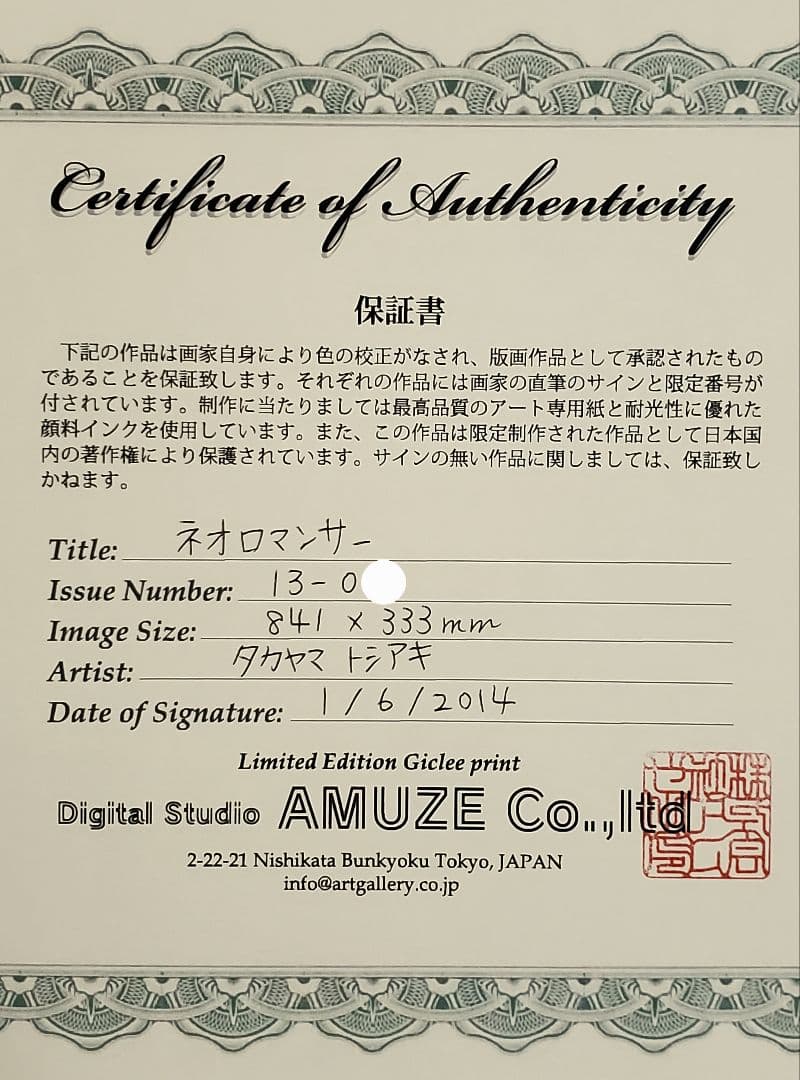 Certificate of Authenticity
保証書
下記の作品は画家自身により色の校正がなされ、版画作品として承認されたもの
であることを保証致します。それぞれの作品には画家の直筆のサインと限定番号が
付されています。制作に当たりましては最高品質のアート専用紙と耐光性に優れた
顔料インクを使用しています。また、この作品は限定制作された作品として日本国
内の著作権により保護されています。サインの無い作品に関しましては、保証致し
かねます。
Title: ネオロマンサー
Issue Number: 13-0
Image Size: 841 × 333mm
Artist: タカヤマ トシアキ
Date of Signature: 1/6/2014
Limited Edition Giclee print
Digital Studio AMUZE Co.,,ltd
2-22-21 Nishikata Bunkyoku Tokyo, JAPAN
info@artgallery.co.jp